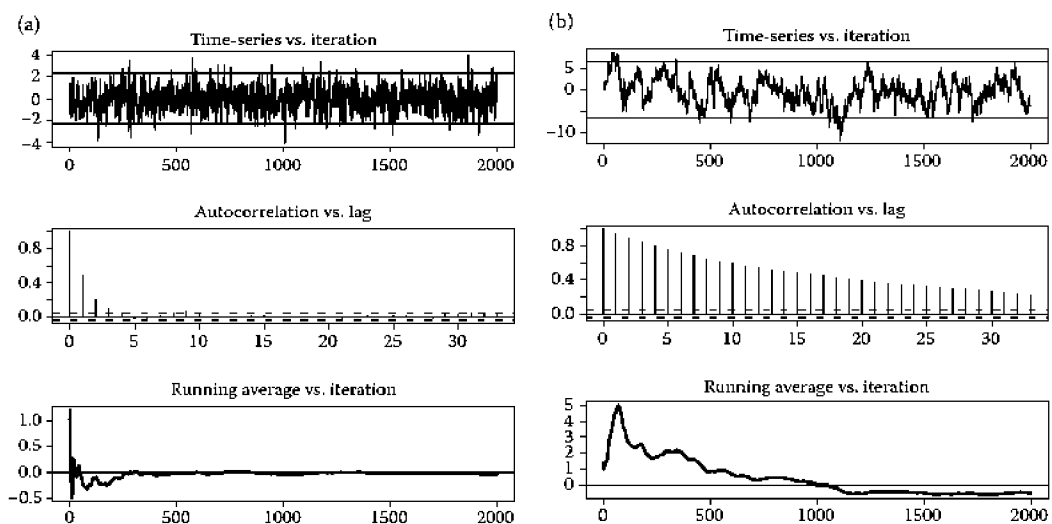 (a)
Time-series vs. iteration
4
2
0
−2
−4
0 500 1000 1500 2000
Autocorrelation vs. lag
0.8
0.4
0.0
0 5 10 15 20 25 30
Running average vs. iteration
1.0
0.5
0.0
−0.5
0 500 1000 1500 2000
(b)
Time-series vs. iteration
5
0
−10
0 500 1000 1500 2000
Autocorrelation vs. lag
0.8
0.4
0.0
0 5 10 15 20 25 30
Running average vs. iteration
5
4
3
2
1
0
0 500 1000 1500 2000